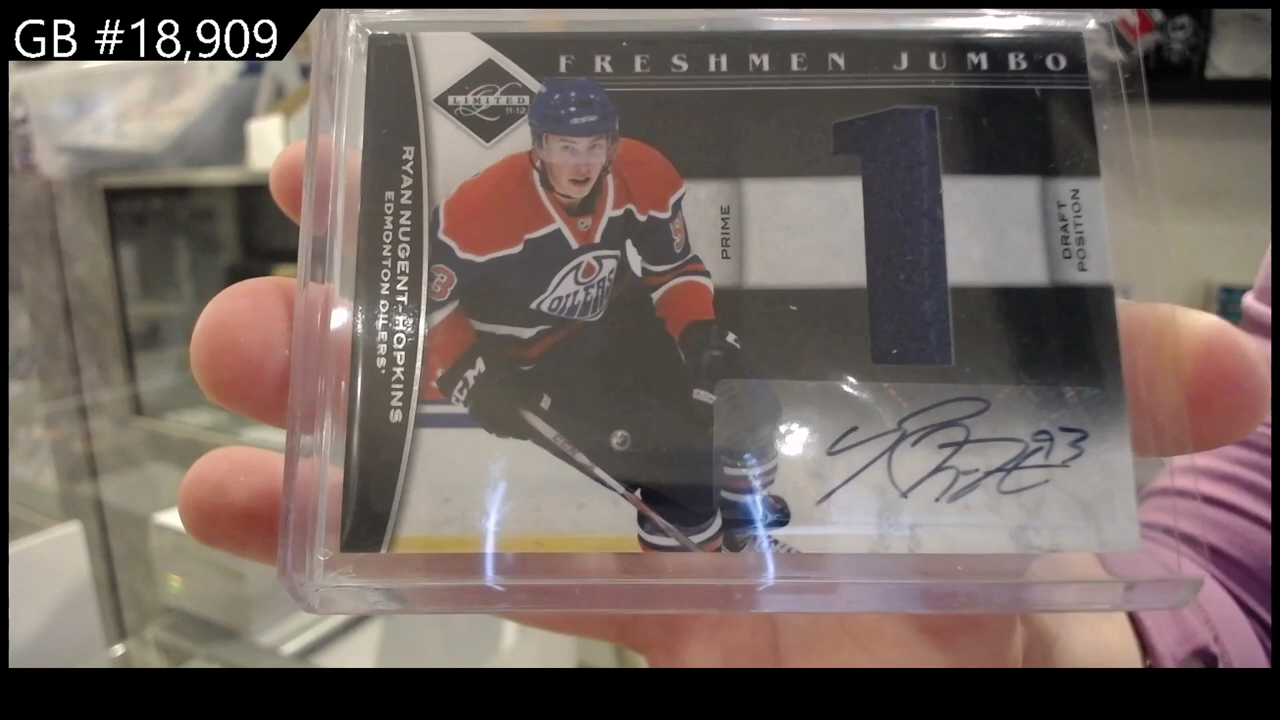 GB #18,909
FRESHMEN JUMBO
LIMITED
11-12
RYAN NUGENT-HOPKINS
EDMONTON OILERS
PRIME
1
DRAFT
POSITION
OILERS
93
CCM
93